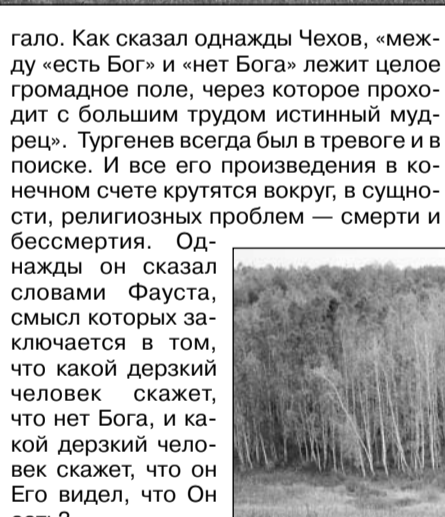 гало. Как сказал однажды Чехов, «меж-
ду «есть Бог» и «нет Бога» лежит целое
громадное поле, через которое прохо-
дит с большим трудом истинный муд-
рец». Тургенев всегда был в тревоге и в
поиске. И все его произведения в ко-
нечном счете крутятся вокруг, в сущно-
сти, религиозных проблем — смерти и
бессмертия. Од-
нажды он сказал
словами Фауста,
смысл которых за-
ключается в том,
что какой дерзкий
человек скажет,
что нет Бога, и ка-
кой дерзкий чело-
век скажет, что он
Его видел, что Он